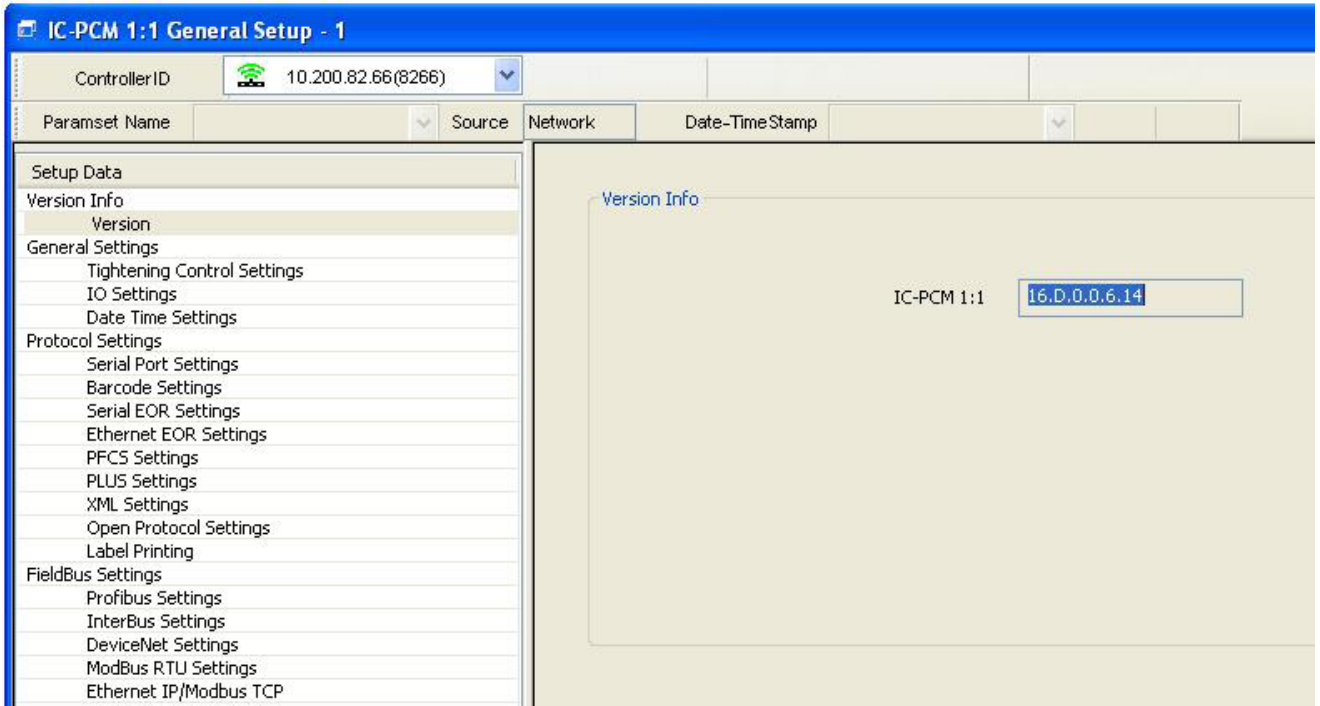 IC-PCM 1:1 General Setup - 1
ControllerID 10.200.82.66(8266)
Paramset Name Source Network Date-TimeStamp
Setup Data
Version Info
Version
General Settings
Tightening Control Settings
IO Settings
Date Time Settings
Protocol Settings
Serial Port Settings
Barcode Settings
Serial EOR Settings
Ethernet EOR Settings
PFCS Settings
PLUS Settings
XML Settings
Open Protocol Settings
Label Printing
FieldBus Settings
Profibus Settings
InterBus Settings
DeviceNet Settings
ModBus RTU Settings
Ethernet IP/Modbus TCP
Version Info
IC-PCM 1:1 16.D.0.0.6.14